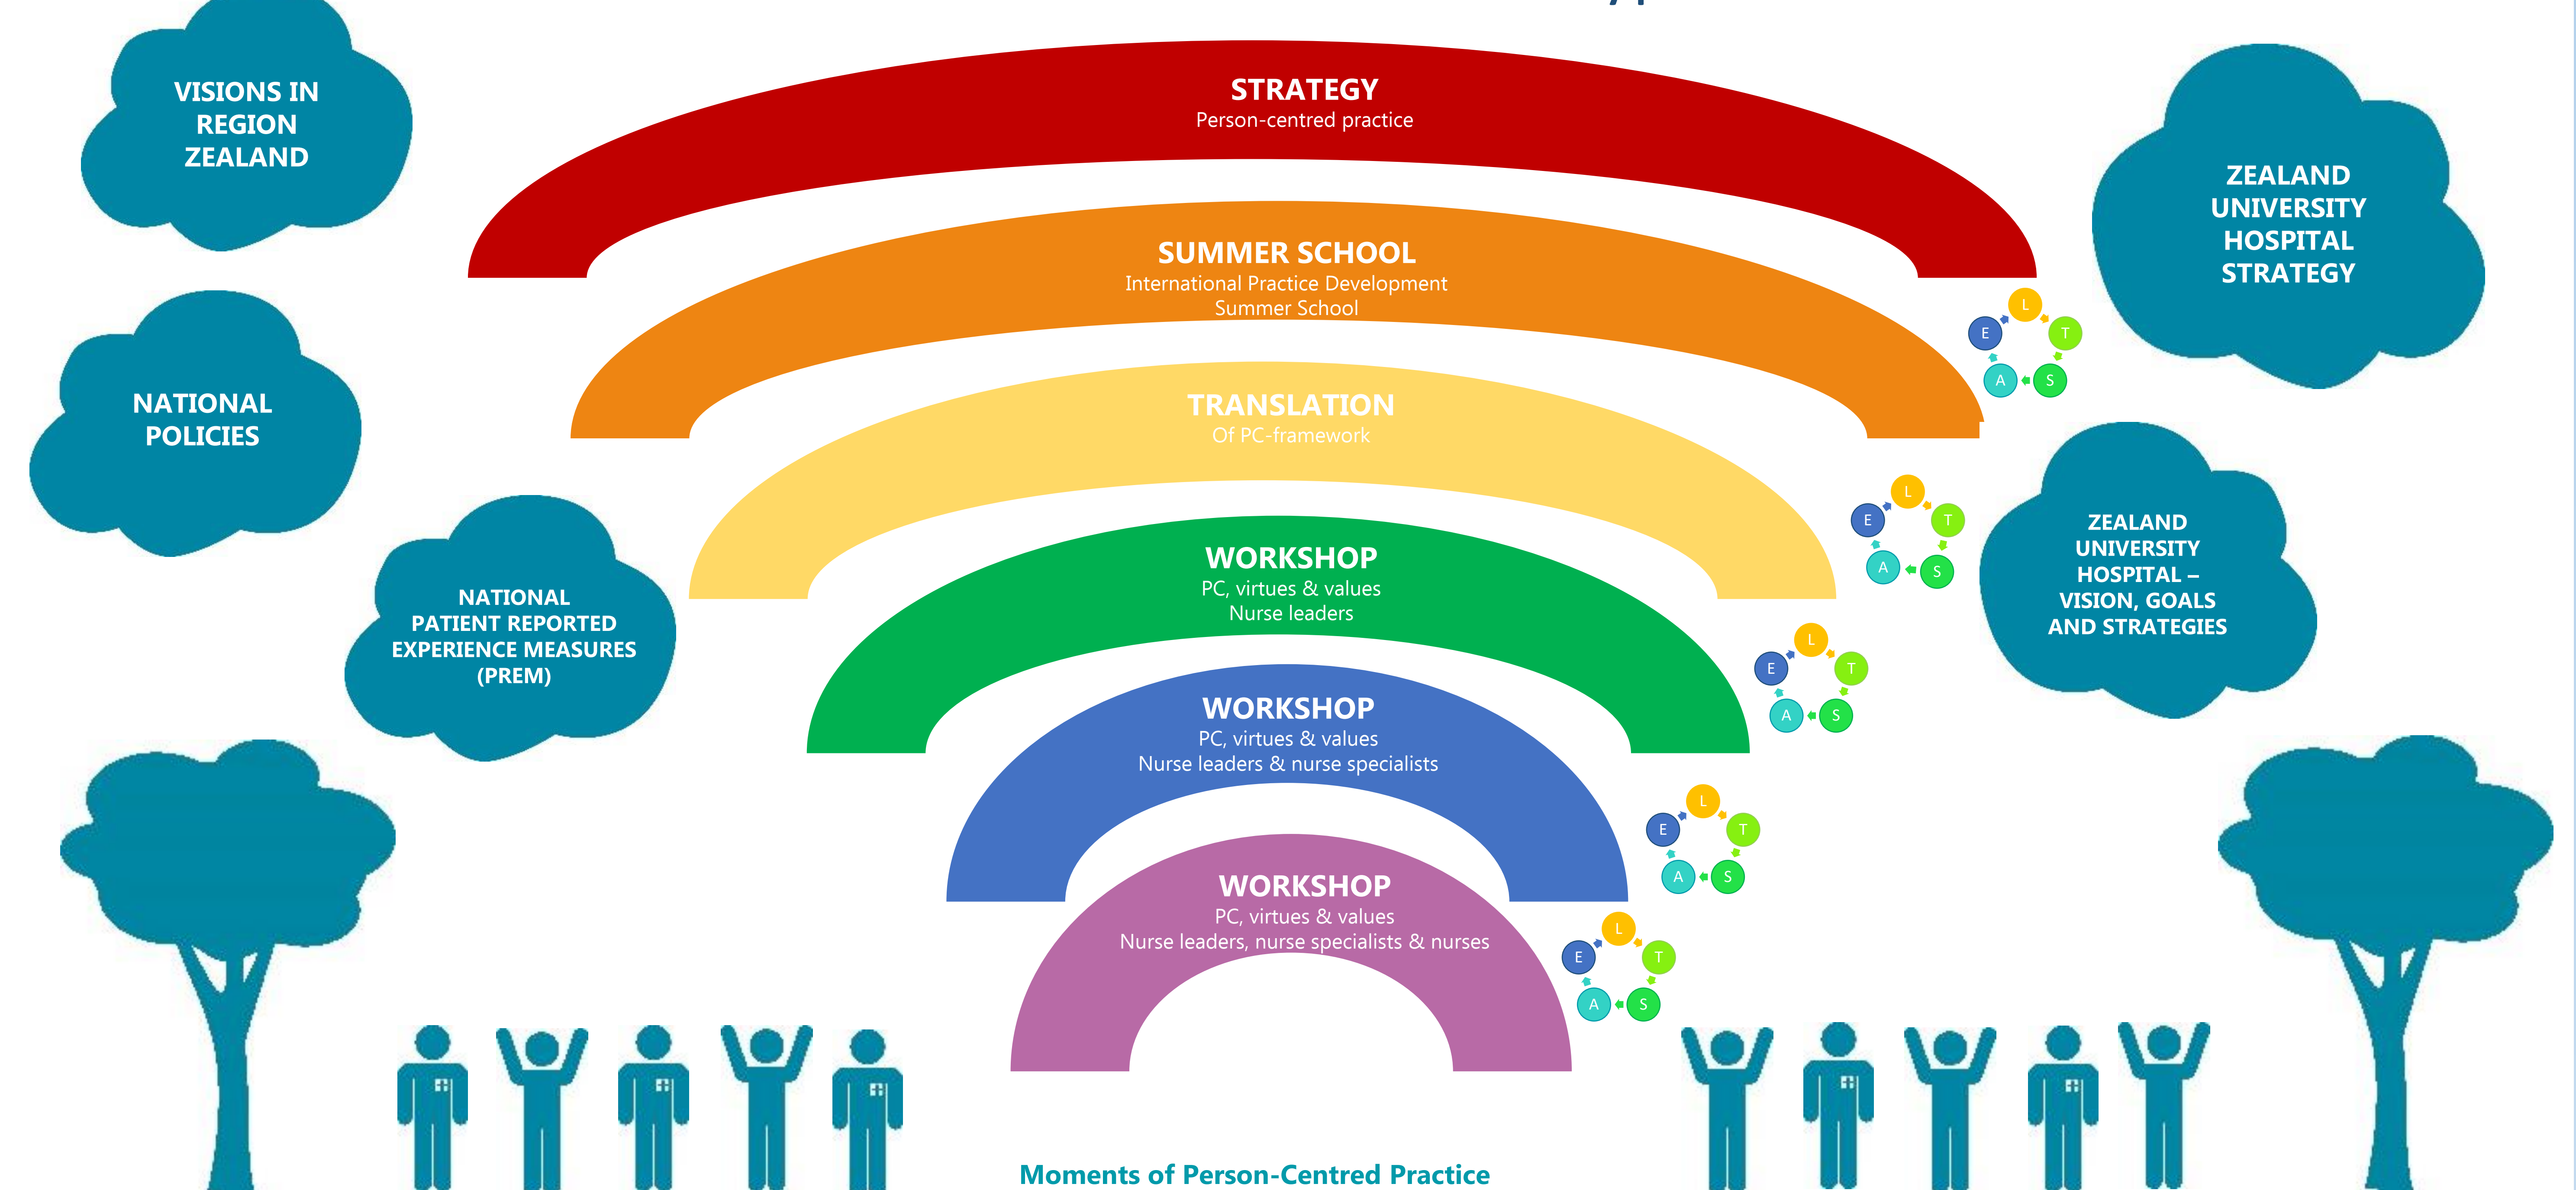 VISIONS IN
REGION
ZEALAND
NATIONAL
POLICIES
NATIONAL
PATIENT REPORTED
EXPERIENCE MEASURES
(PREM)
STRATEGY
Person-centred practice
SUMMER SCHOOL
International Practice Development
Summer School
TRANSLATION
Of PC-framework
WORKSHOP
PC, virtues & values
Nurse leaders
WORKSHOP
PC, virtues & values
Nurse leaders & nurse specialists
WORKSHOP
PC, virtues & values
Nurse leaders, nurse specialists & nurses
L
E
T
A
S
L
E
T
A
S
L
E
T
A
S
L
E
T
A
S
L
E
T
A
S
ZEALAND
UNIVERSITY
HOSPITAL
STRATEGY
ZEALAND
UNIVERSITY
HOSPITAL –
VISION, GOALS
AND STRATEGIES
Moments of Person-Centred Practice